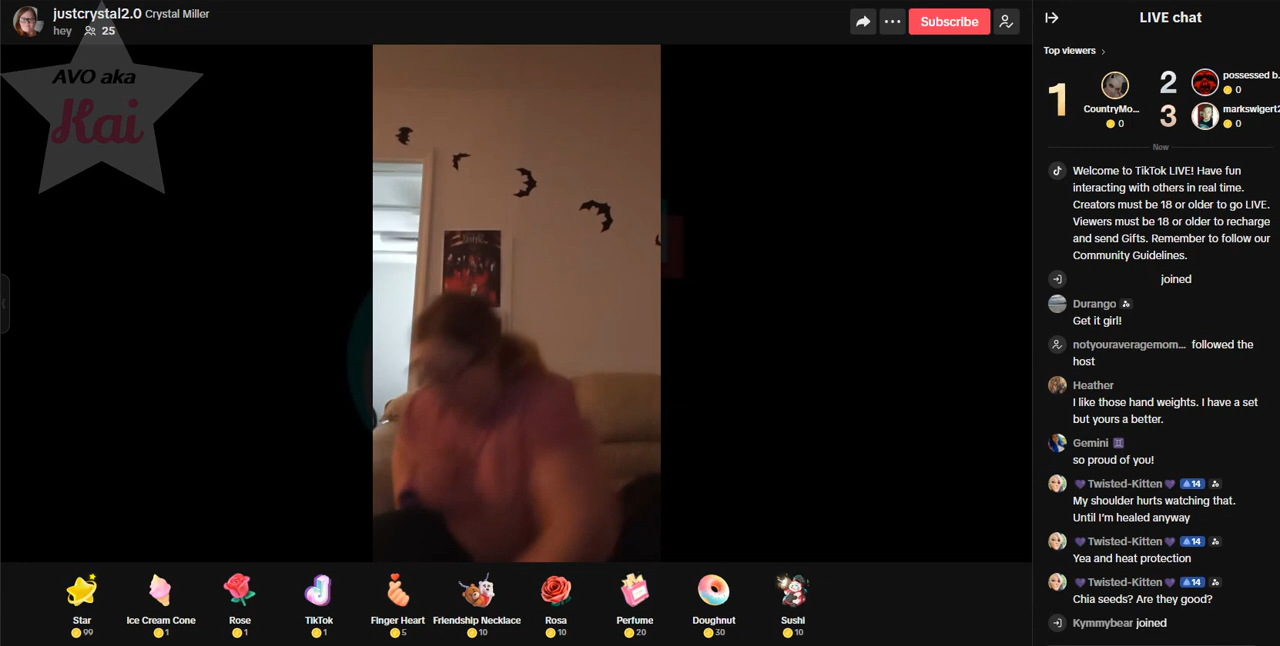 justcrystal2.0 Crystal Miller
hey 25
Subscribe
AVO aka
Kai
LIVE chat
Top viewers
1
CountryMo...
0
2
possessed b.
0
3
markswigert2
0
Now
Welcome to TikTok LIVE! Have fun
interacting with others in real time.
Creators must be 18 or older to go LIVE.
Viewers must be 18 or older to recharge
and send Gifts. Remember to follow our
Community Guidelines.
joined
Durango
Get it girl!
notyouraveragemom... followed the
host
Heather
I like those hand weights. I have a set
but yours a better.
Gemini
so proud of you!
💜Twisted-Kitten💜 14
My shoulder hurts watching that.
Until I'm healed anyway
💜Twisted-Kitten💜 14
Yea and heat protection
💜Twisted-Kitten💜 14
Chia seeds? Are they good?
Kymmybear joined
Star
99
Ice Cream Cone
1
Rose
1
TikTok
1
Finger Heart
5
Friendship Necklace
10
Rosa
10
Perfume
20
Doughnut
30
Sushi
10